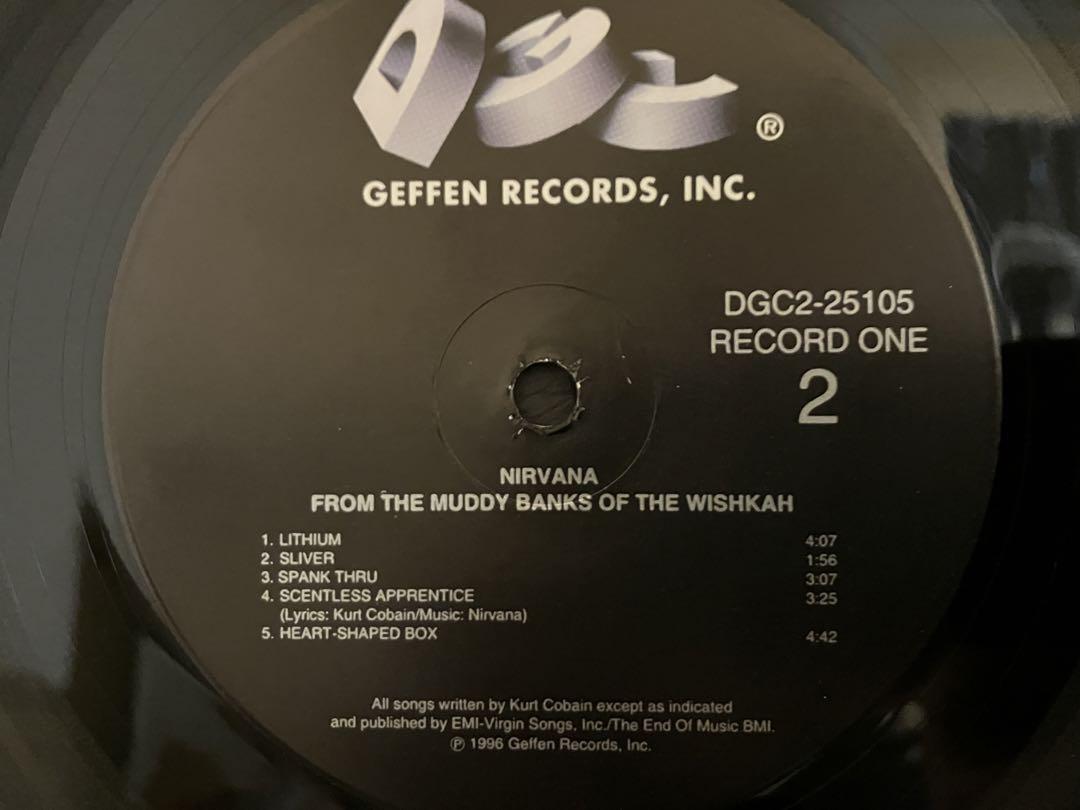 DGC
®
GEFFEN RECORDS, INC.
DGC2-25105
RECORD ONE
2
NIRVANA
FROM THE MUDDY BANKS OF THE WISHKAH
1. LITHIUM 4:07
2. SLIVER 1:56
3. SPANK THRU 3:07
4. SCENTLESS APPRENTICE 3:25
(Lyrics: Kurt Cobain/Music: Nirvana)
5. HEART-SHAPED BOX 4:42
All songs written by Kurt Cobain except as indicated
and published by EMI-Virgin Songs, Inc./The End Of Music BMI.
℗ 1996 Geffen Records, Inc.